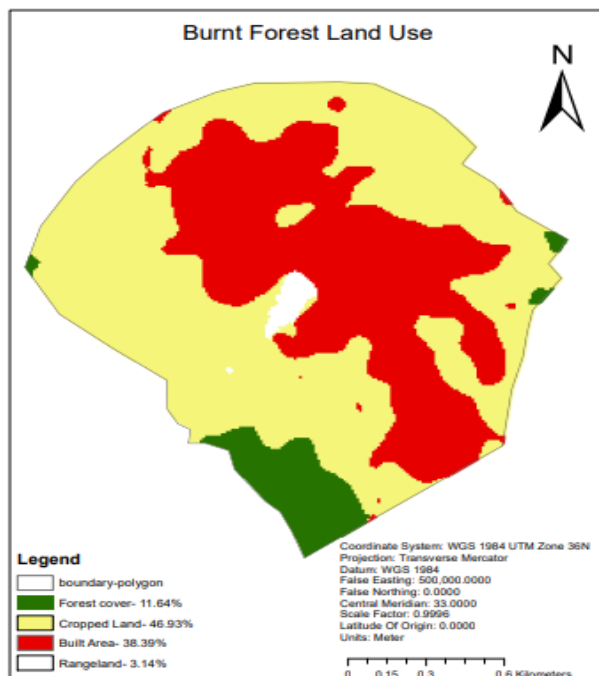 Burnt Forest Land Use
N
Legend
boundary-polygon
Forest cover- 11.64%
Cropped Land- 46.93%
Built Area- 38.39%
Rangeland- 3.14%
Coordinate System: WGS 1984 UTM Zone 36N
Projection: Transverse Mercator
Datum: WGS 1984
False Easting: 500,000.0000
False Northing: 0.0000
Central Meridian: 33.0000
Scale Factor: 0.9996
Latitude Of Origin: 0.0000
Units: Meter
0 0.15 0.3 0.6 Kilometers